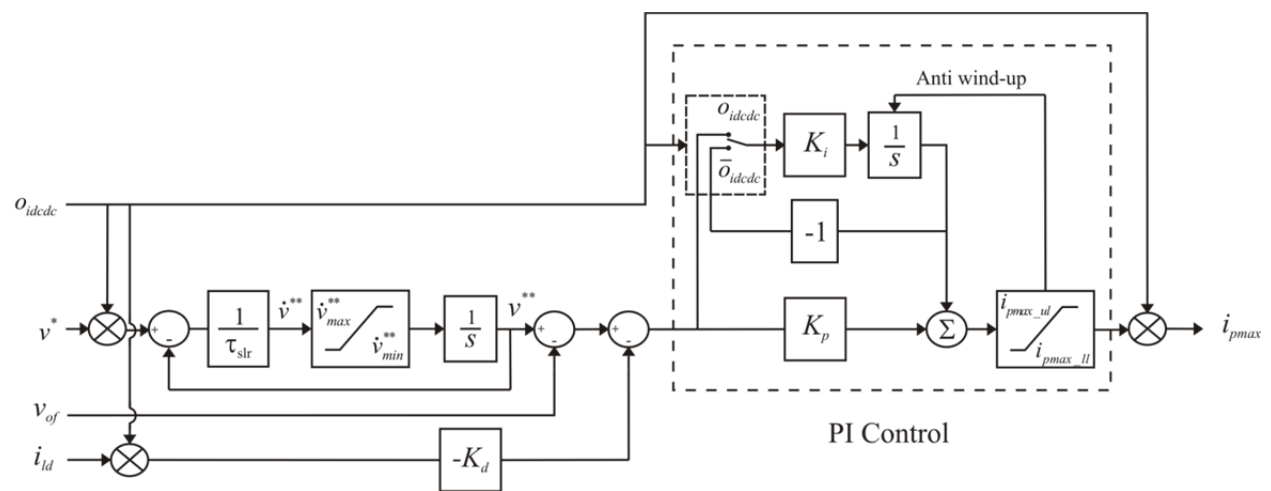 Anti wind-up
o_idcdc
K_i
1/s
ō_idcdc
o_idcdc
-1
v^*
+
-
1/τ_slr
v̇^**
v̇^**_max
v̇^**_min
1/s
v^**
+
-
+
-
K_p
Σ
i_pmax_ul
i_pmax_ll
i_pmax
v_of
i_ld
-K_d
PI Control